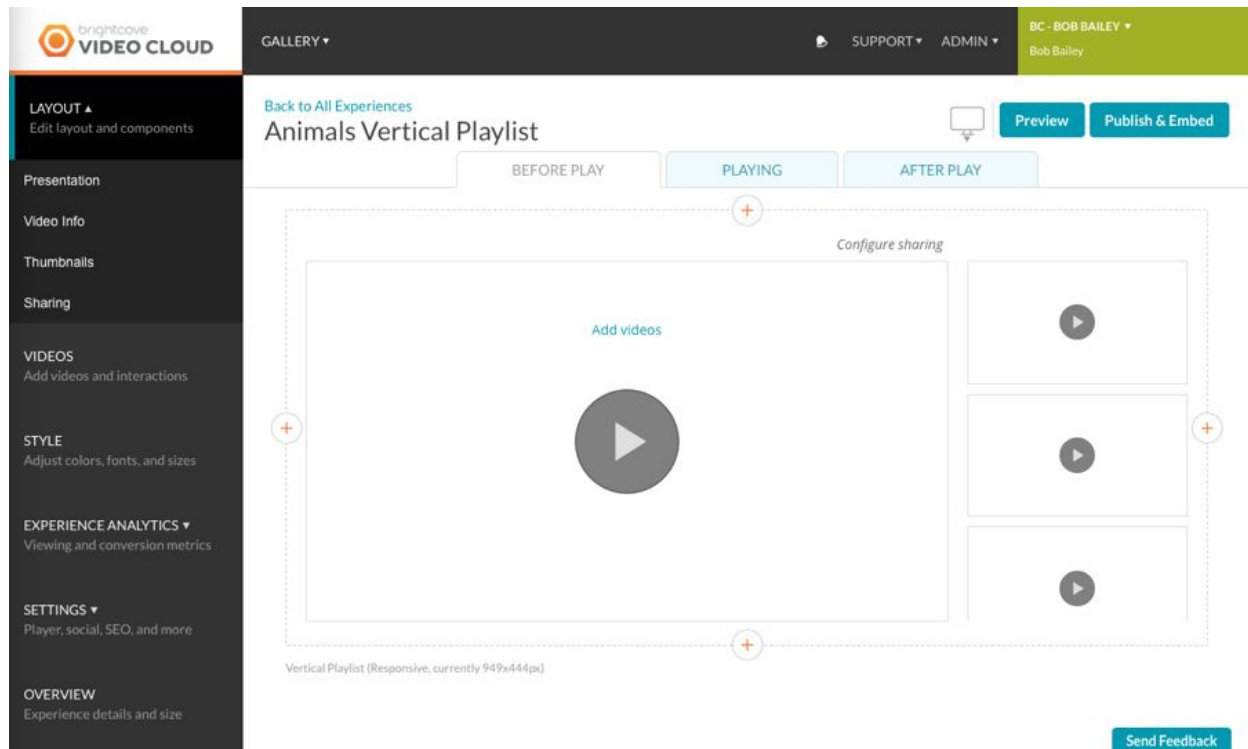 brightcove
VIDEO CLOUD
GALLERY ▾
SUPPORT ▾
ADMIN ▾
BC - BOB BAILEY ▾
Bob Bailey
LAYOUT ▴
Edit layout and components
Presentation
Video Info
Thumbnails
Sharing
VIDEOS
Add videos and interactions
STYLE
Adjust colors, fonts, and sizes
EXPERIENCE ANALYTICS ▾
Viewing and conversion metrics
SETTINGS ▾
Player, social, SEO, and more
OVERVIEW
Experience details and size
Back to All Experiences
Animals Vertical Playlist
Preview
Publish & Embed
BEFORE PLAY
PLAYING
AFTER PLAY
Configure sharing
Add videos
Vertical Playlist (Responsive, currently 949x444px)
Send Feedback